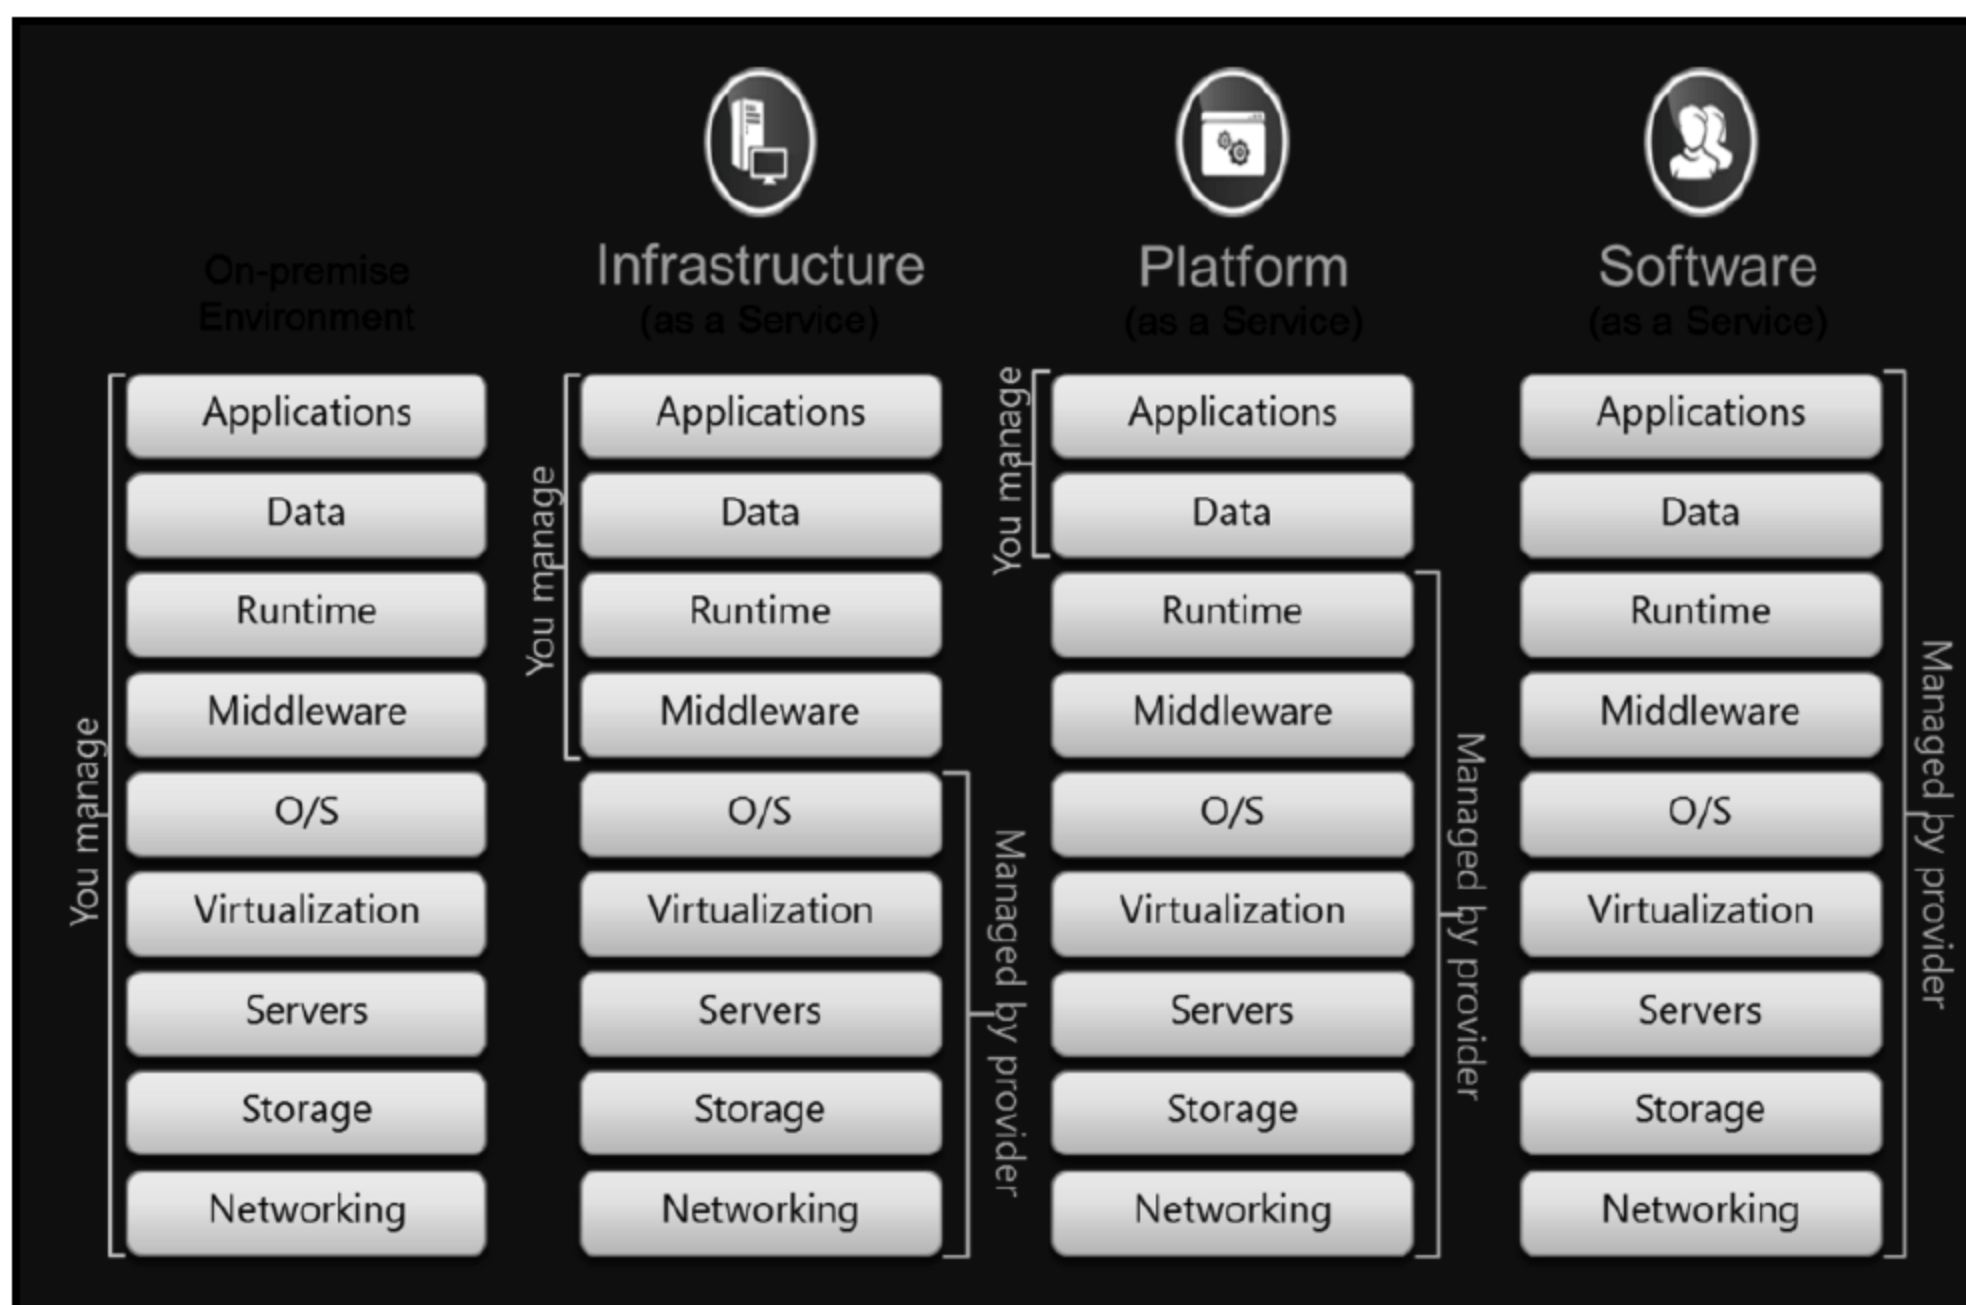 On-premise
Environment
You manage
Applications
Data
Runtime
Middleware
O/S
Virtualization
Servers
Storage
Networking
Infrastructure
(as a Service)
You manage
Applications
Data
Runtime
Middleware
O/S
Virtualization
Servers
Storage
Networking
Managed by provider
Platform
(as a Service)
You manage
Applications
Data
Runtime
Middleware
O/S
Virtualization
Servers
Storage
Networking
Managed by provider
Software
(as a Service)
Applications
Data
Runtime
Middleware
O/S
Virtualization
Servers
Storage
Networking
Managed by provider